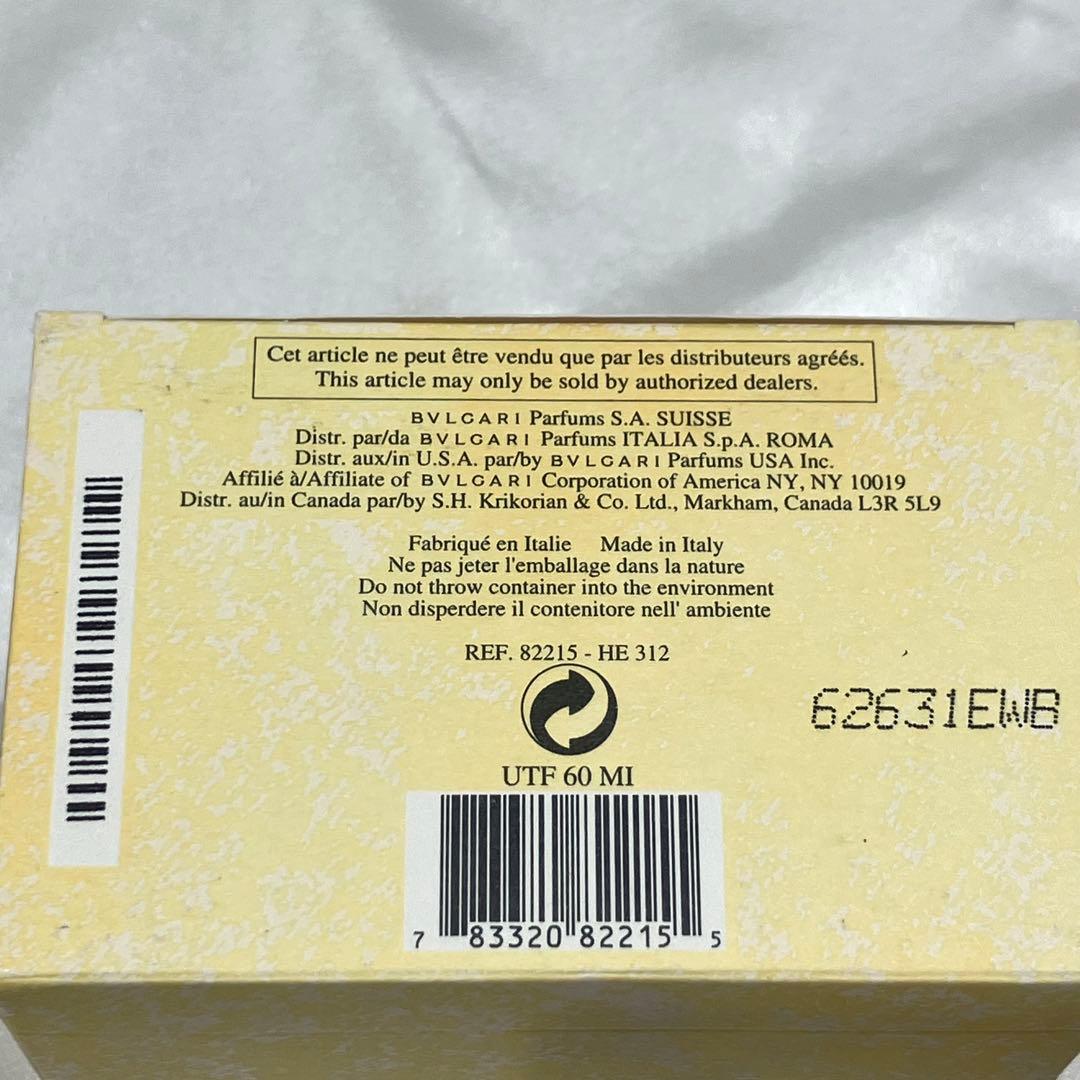 Cet article ne peut être vendu que par les distributeurs agréés.
This article may only be sold by authorized dealers.
BVLGARI Parfums S.A. SUISSE
Distr. par/da BVLGARI Parfums ITALIA S.p.A. ROMA
Distr. aux/in U.S.A. par/by BVLGARI Parfums USA Inc.
Affilié à/Affiliate of BVLGARI Corporation of America NY, NY 10019
Distr. au/in Canada par/by S.H. Krikorian & Co. Ltd., Markham, Canada L3R 5L9
Fabriqué en Italie Made in Italy
Ne pas jeter l'emballage dans la nature
Do not throw container into the environment
Non disperdere il contenitore nell' ambiente
REF. 82215 - HE 312
62631EWB
UTF 60 MI
7 83320 82215 5